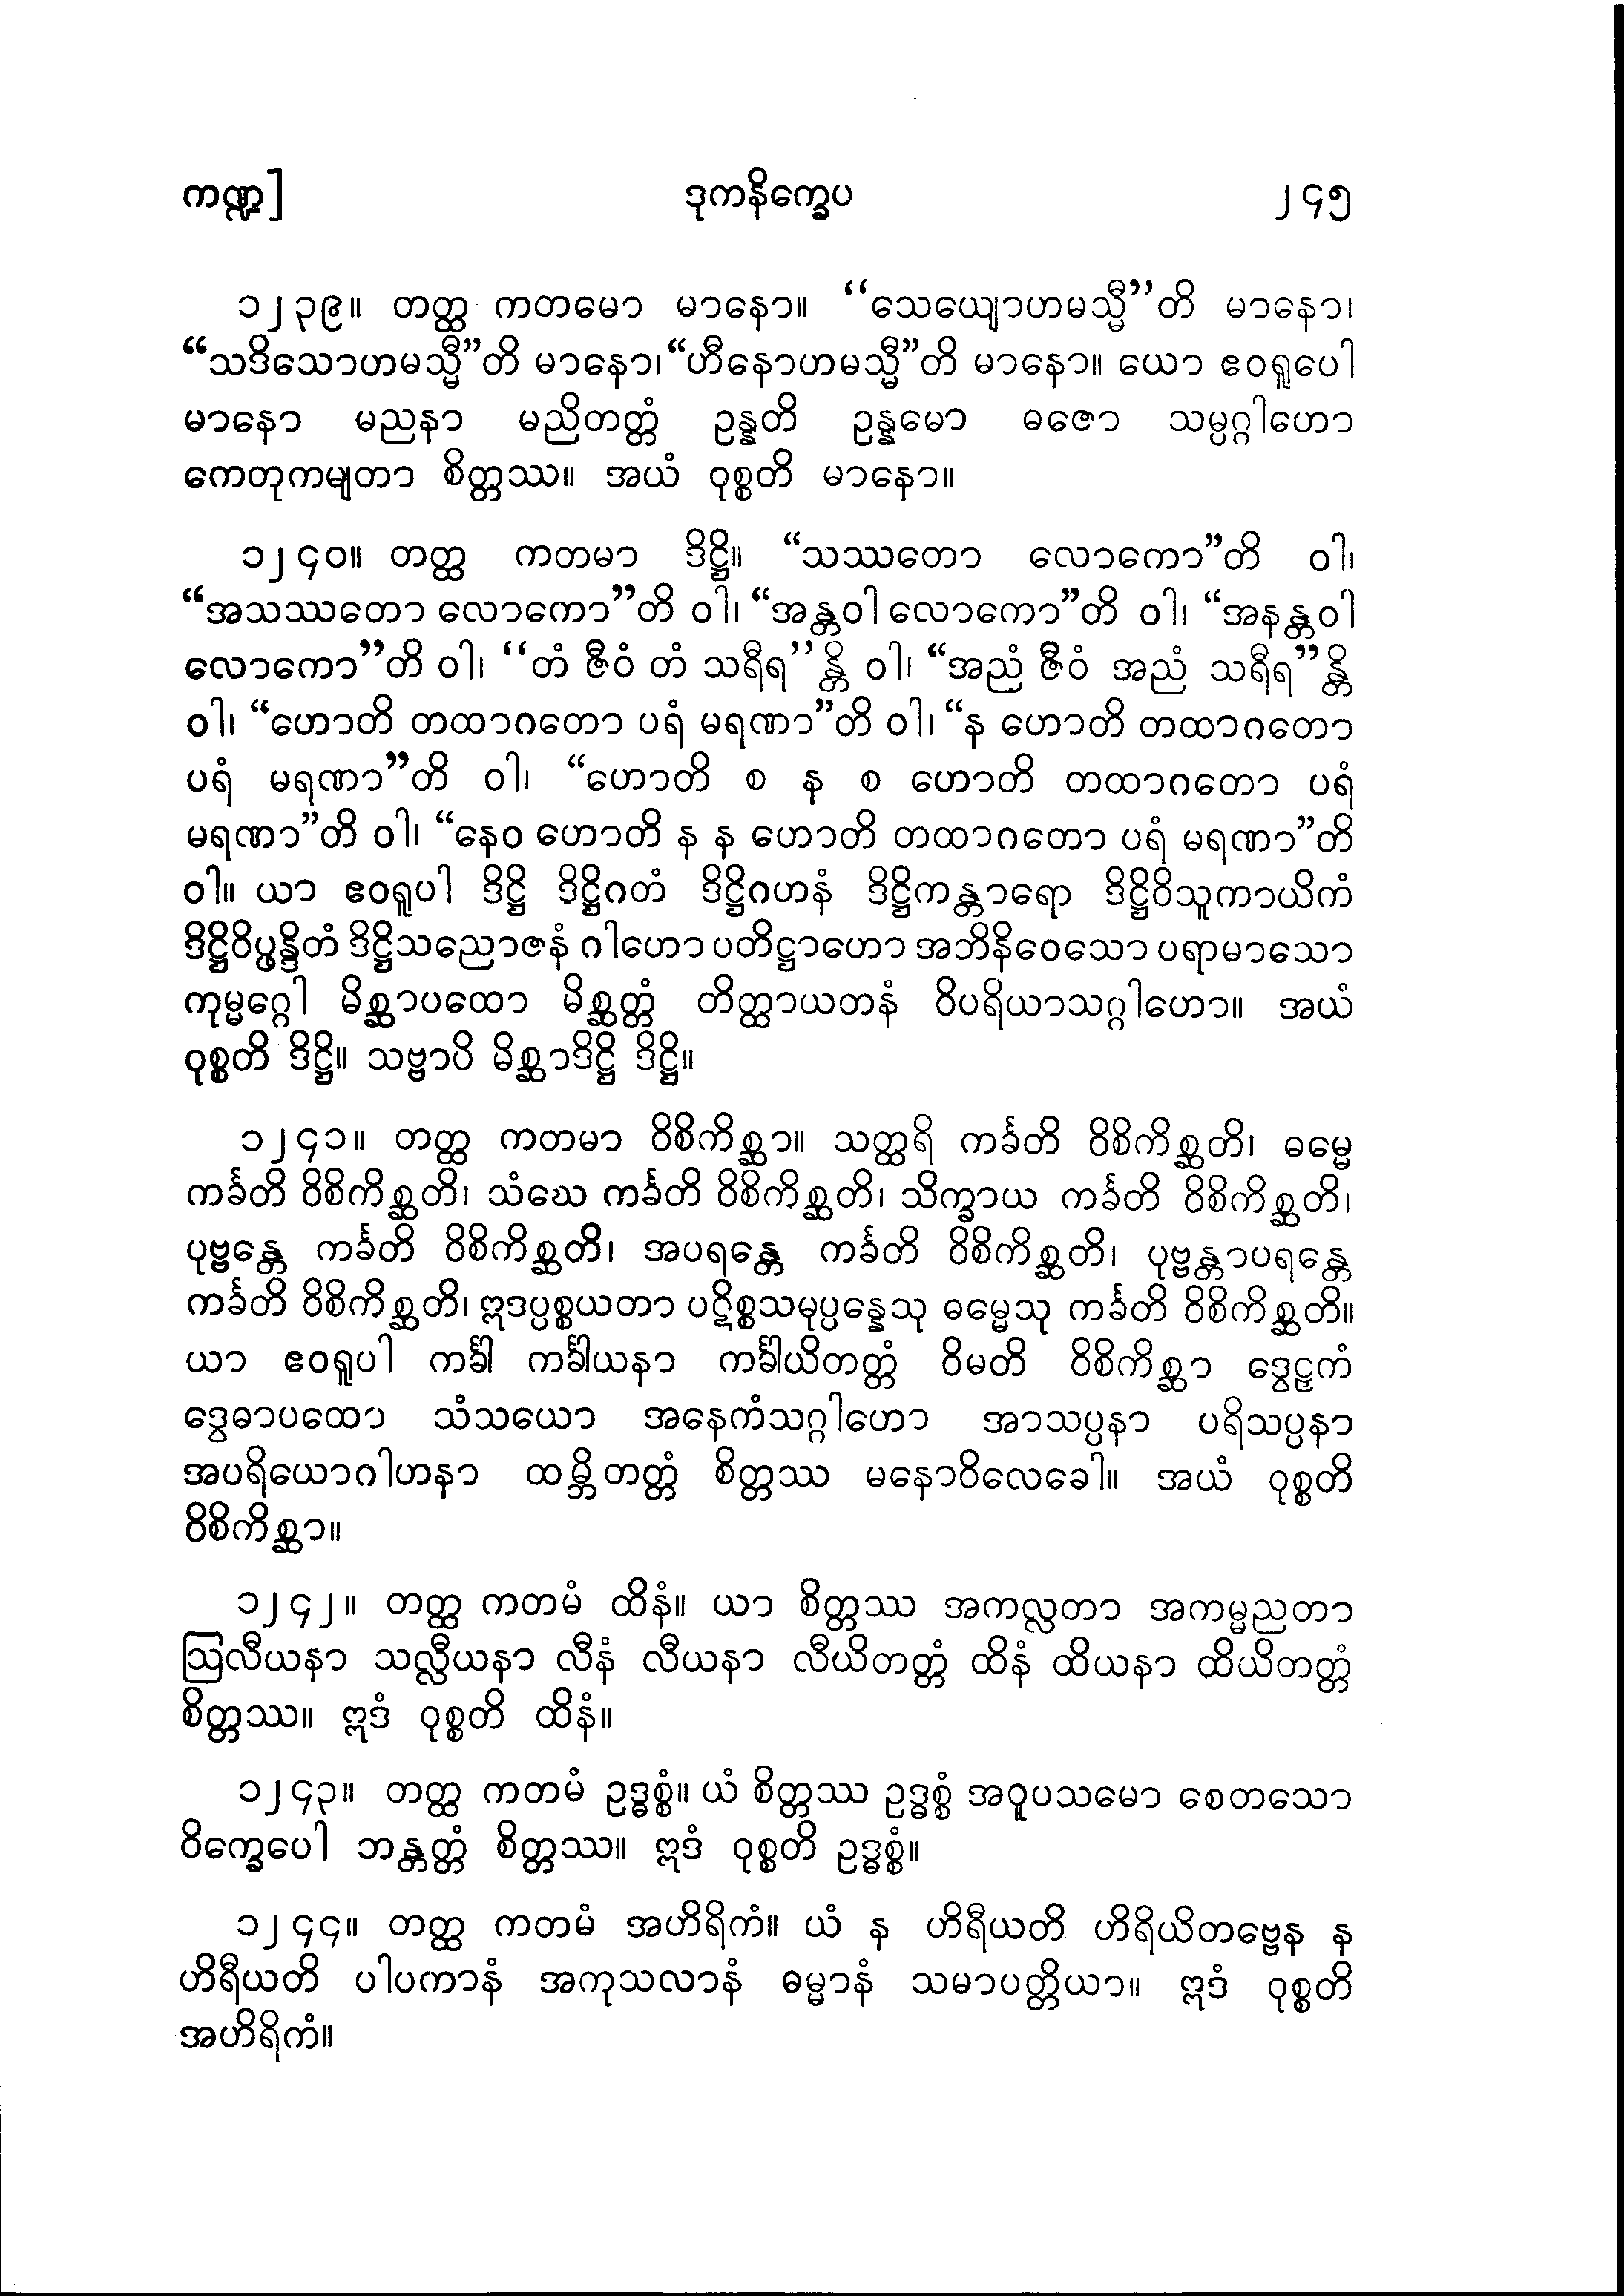 ကဏ္ဍ] ဒုကနိက္ခေပ ၂၄၅
၁၂၃၉။ တတ္ထ ကတမော မာနော။ ‘‘သေယျောဟမသ္မီ’’တိ မာနော၊
“သဒိသောဟမသ္မီ”တိ မာနော၊ “ဟီနောဟမသ္မီ”တိ မာနော။ ယော ဧဝရူပေါ
မာနော မညနာ မညိတတ္တံ ဥန္နတိ ဥန္နမော ဓဇော သမ္ပဂ္ဂါဟော
ကေတုကမျတာ စိတ္တဿ။ အယံ ဝုစ္စတိ မာနော။
၁၂၄၀။ တတ္ထ ကတမာ ဒိဋ္ဌိ။ “သဿတော လောကော”တိ ဝါ၊
“အသဿတော လောကော”တိ ဝါ၊ “အန္တဝါ လောကော”တိ ဝါ၊ “အနန္တဝါ
လောကော”တိ ဝါ၊ ‘‘တံ ဇီဝံ တံ သရီရ’’န္တိ ဝါ၊ “အညံ ဇီဝံ အညံ သရီရ”န္တိ
ဝါ၊ “ဟောတိ တထာဂတော ပရံ မရဏာ”တိ ဝါ၊ “န ဟောတိ တထာဂတော
ပရံ မရဏာ”တိ ဝါ၊ “ဟောတိ စ န စ ဟောတိ တထာဂတော ပရံ
မရဏာ”တိ ဝါ၊ “နေဝ ဟောတိ န န ဟောတိ တထာဂတော ပရံ မရဏာ”တိ
ဝါ။ ယာ ဧဝရူပါ ဒိဋ္ဌိ ဒိဋ္ဌိဂတံ ဒိဋ္ဌိဂဟနံ ဒိဋ္ဌိကန္တာရော ဒိဋ္ဌိဝိသူကာယိကံ
ဒိဋ္ဌိဝိပ္ဖန္ဒိတံ ဒိဋ္ဌိသညောဇနံ ဂါဟော ပတိဋ္ဌာဟော အဘိနိဝေသော ပရာမာသော
ကုမ္မဂ္ဂေါ မိစ္ဆာပထော မိစ္ဆတ္တံ တိတ္ထာယတနံ ဝိပရိယာသဂ္ဂါဟော။ အယံ
ဝုစ္စတိ ဒိဋ္ဌိ။ သဗ္ဗာပိ မိစ္ဆာဒိဋ္ဌိ ဒိဋ္ဌိ။
၁၂၄၁။ တတ္ထ ကတမာ ဝိစိကိစ္ဆာ။ သတ္ထရိ ကင်္ခတိ ဝိစိကိစ္ဆတိ၊ ဓမ္မေ
ကင်္ခတိ ဝိစိကိစ္ဆတိ၊ သံဃေ ကင်္ခတိ ဝိစိကိစ္ဆတိ၊ သိက္ခာယ ကင်္ခတိ ဝိစိကိစ္ဆတိ၊
ပုဗ္ဗန္တေ ကင်္ခတိ ဝိစိကိစ္ဆတိ၊ အပရန္တေ ကင်္ခတိ ဝိစိကိစ္ဆတိ၊ ပုဗ္ဗန္တာပရန္တေ
ကင်္ခတိ ဝိစိကိစ္ဆတိ၊ ဣဒပ္ပစ္စယတာ ပဋိစ္စသမုပ္ပန္နေသု ဓမ္မေသု ကင်္ခတိ ဝိစိကိစ္ဆတိ။
ယာ ဧဝရူပါ ကင်္ခါ ကင်္ခါယနာ ကင်္ခါယိတတ္တံ ဝိမတိ ဝိစိကိစ္ဆာ ဒွေဠှကံ
ဒွေဓာပထော သံသယော အနေကံသဂ္ဂါဟော အာသပ္ပနာ ပရိသပ္ပနာ
အပရိယောဂါဟနာ ထမ္ဘိတတ္တံ စိတ္တဿ မနောဝိလေခေါ။ အယံ ဝုစ္စတိ
ဝိစိကိစ္ဆာ။
၁၂၄၂။ တတ္ထ ကတမံ ထိနံ။ ယာ စိတ္တဿ အကလ္လတာ အကမ္မညတာ
ဩလီယနာ သလ္လီယနာ လီနံ လီယနာ လီယိတတ္တံ ထိနံ ထိယနာ ထိယိတတ္တံ
စိတ္တဿ။ ဣဒံ ဝုစ္စတိ ထိနံ။
၁၂၄၃။ တတ္ထ ကတမံ ဥဒ္ဓစ္စံ။ ယံ စိတ္တဿ ဥဒ္ဓစ္စံ အဝူပသမော စေတသော
ဝိက္ခေပေါ ဘန္တတ္တံ စိတ္တဿ။ ဣဒံ ဝုစ္စတိ ဥဒ္ဓစ္စံ။
၁၂၄၄။ တတ္ထ ကတမံ အဟိရိကံ။ ယံ န ဟိရီယတိ ဟိရိယိတဗ္ဗေန န
ဟိရီယတိ ပါပကာနံ အကုသလာနံ ဓမ္မာနံ သမာပတ္တိယာ။ ဣဒံ ဝုစ္စတိ
အဟိရိကံ။